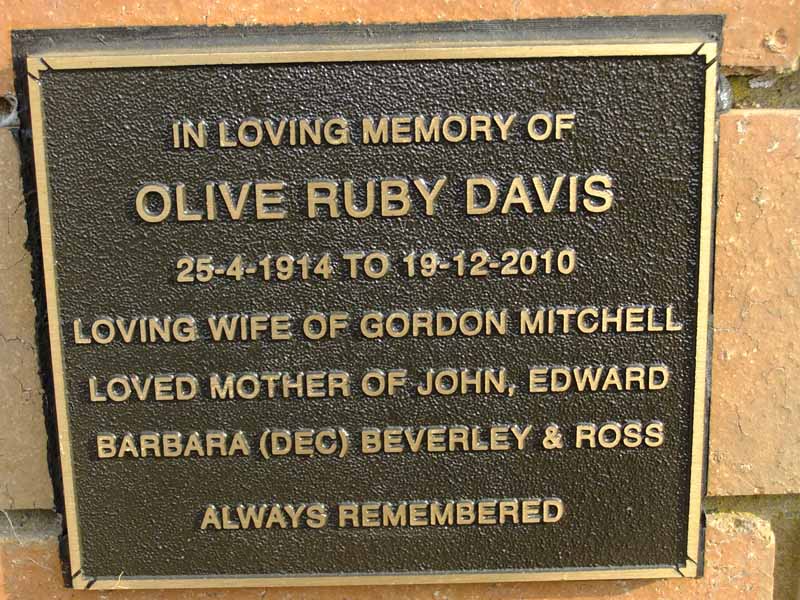 IN LOVING MEMORY OF
OLIVE RUBY DAVIS
25-4-1914 TO 19-12-2010
LOVING WIFE OF GORDON MITCHELL
LOVED MOTHER OF JOHN, EDWARD
BARBARA (DEC) BEVERLEY & ROSS
ALWAYS REMEMBERED